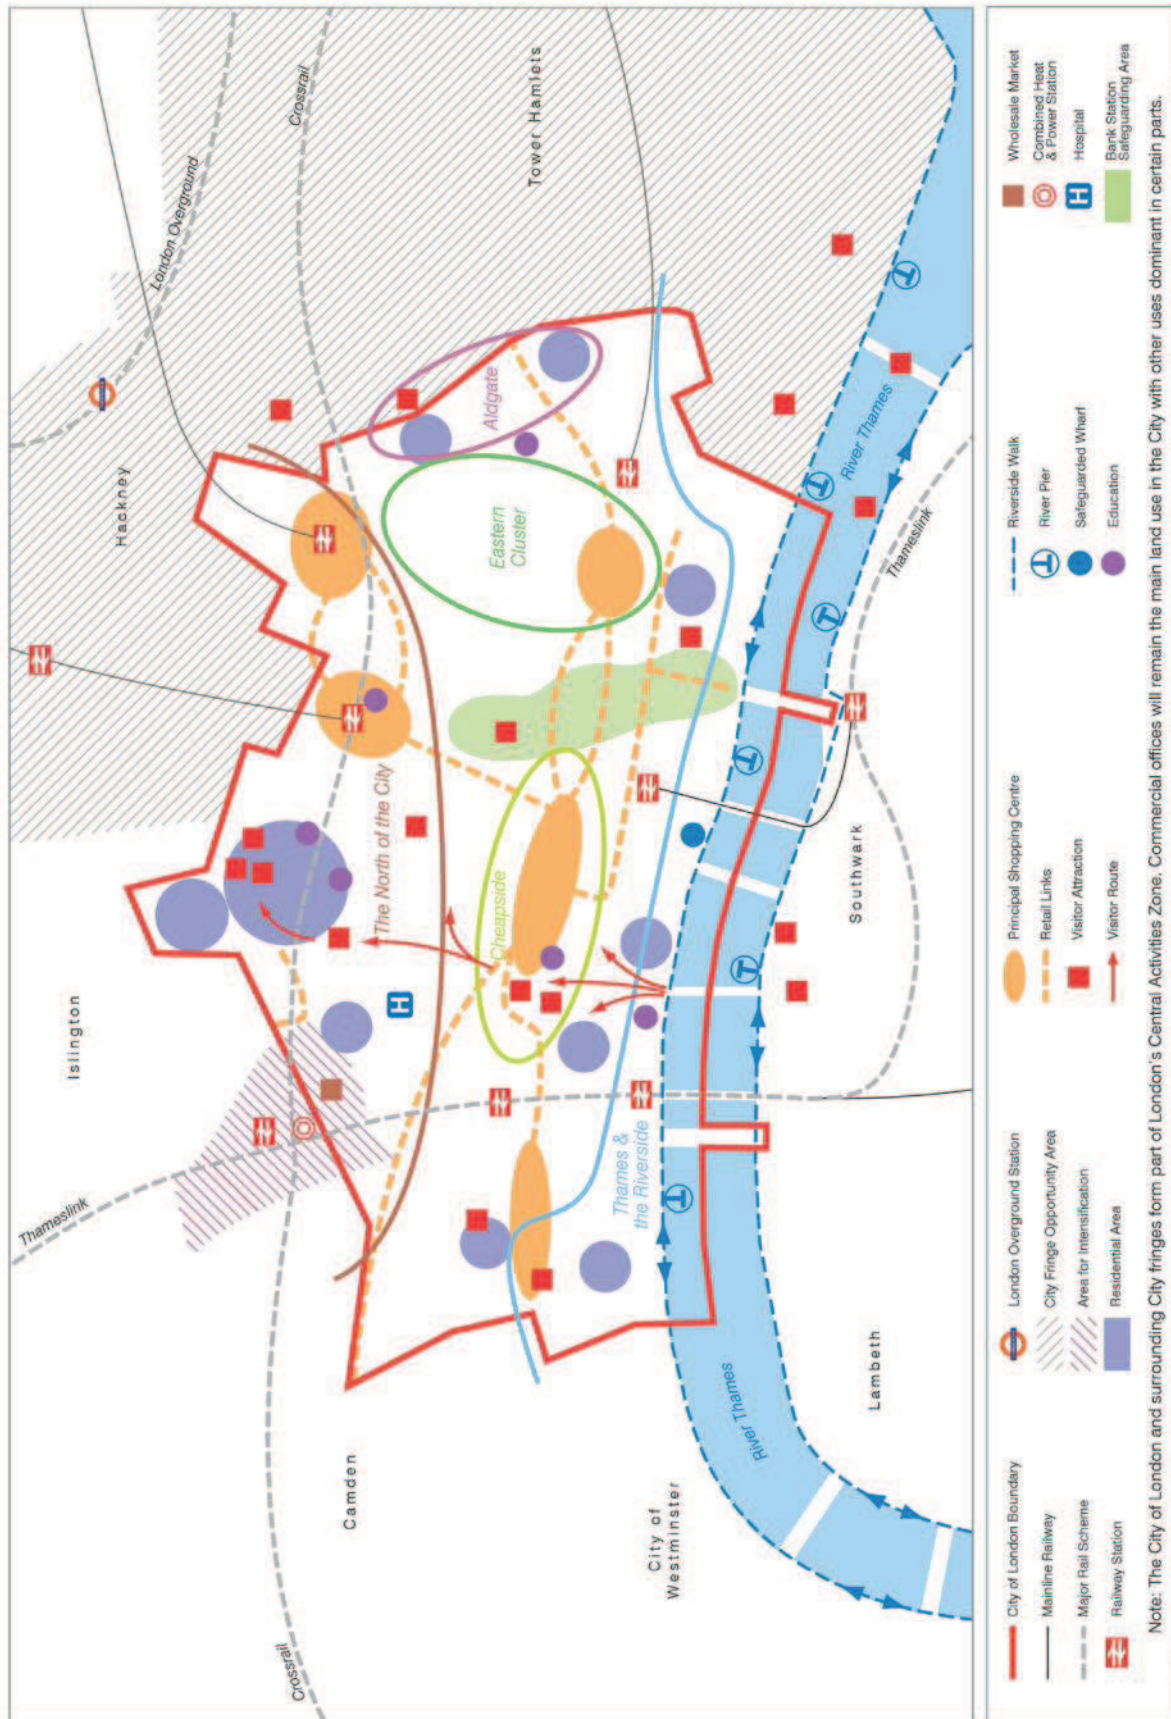 Islington
Hackney
London Overground
Crossrail
Tower Hamlets
Thameslink
Camden
Crossrail
The North of the City
Cheapside
Eastern
Cluster
Aldgate
H
Thames &
the Riverside
City of
Westminster
River Thames
River Thames
Lambeth
Southwark
Thameslink
City of London Boundary
Mainline Railway
Major Rail Scheme
Railway Station
London Overground Station
City Fringe Opportunity Area
Area for Intensification
Residential Area
Principal Shopping Centre
Retail Links
Visitor Attraction
Visitor Route
Riverside Walk
River Pier
Safeguarded Wharf
Education
Wholesale Market
Combined Heat
& Power Station
H
Hospital
Bank Station
Safeguarding Area
Note: The City of London and surrounding City fringes form part of London's Central Activities Zone. Commercial offices will remain the main land use in the City with other uses dominant in certain parts.